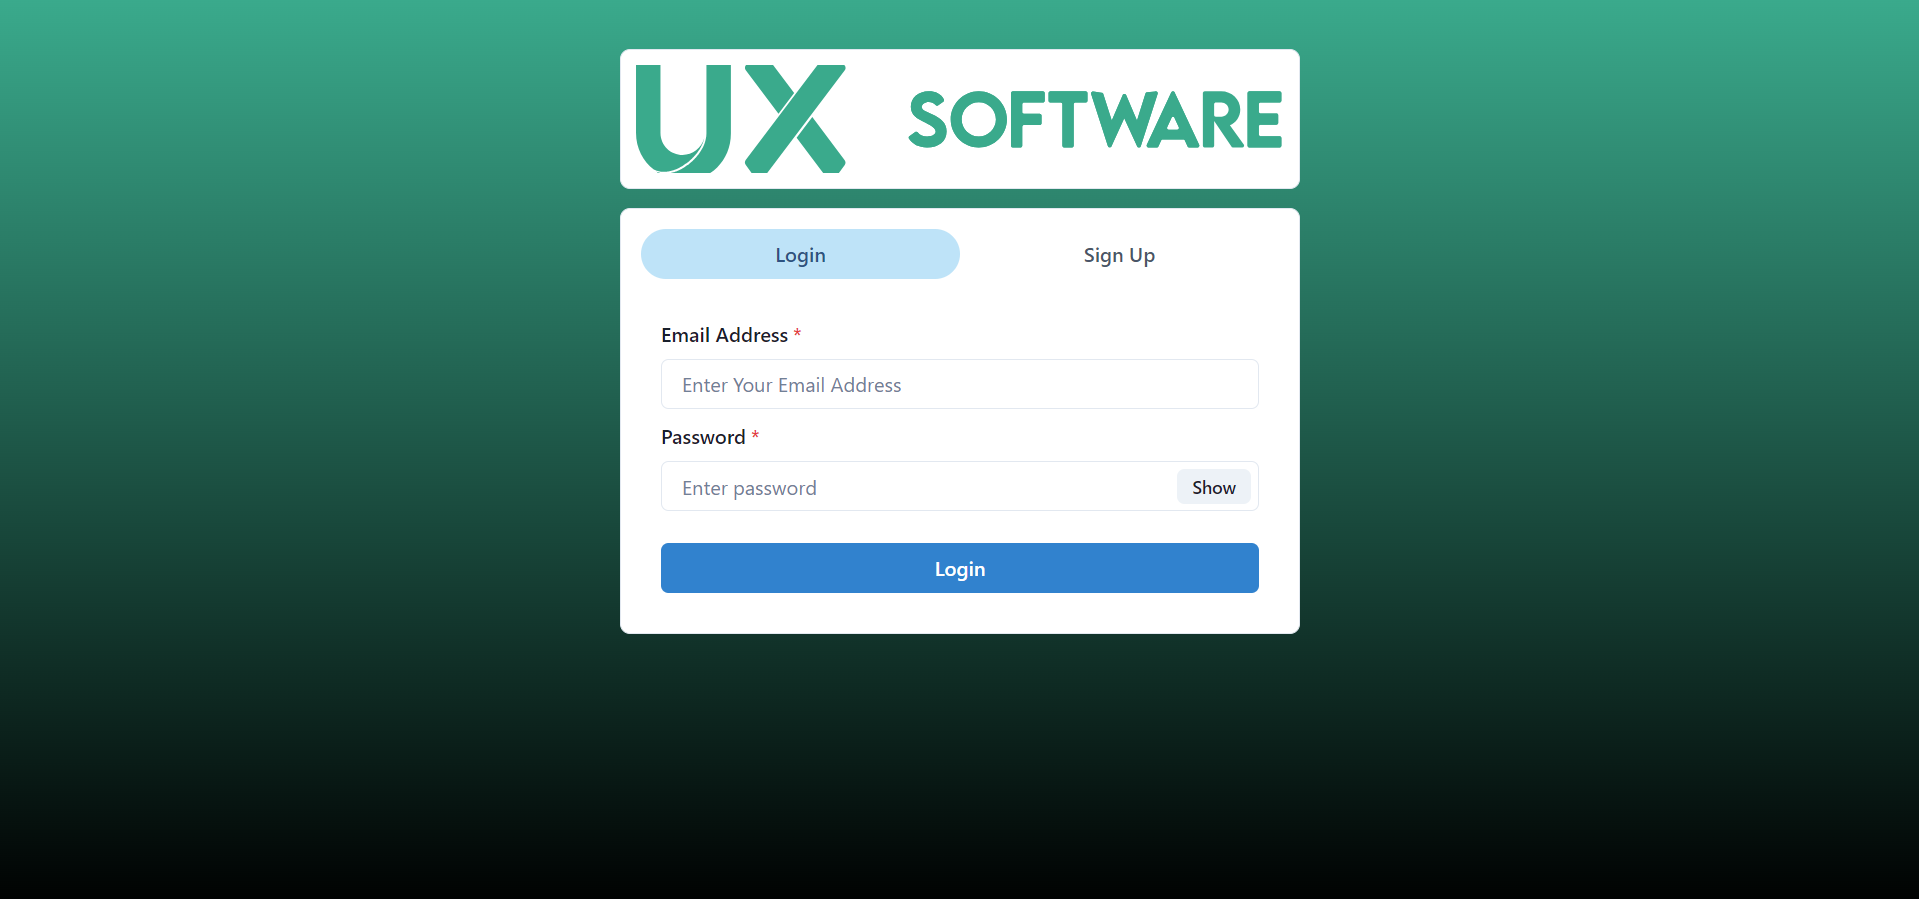 UX SOFTWARE
Login Sign Up
Email Address *
Enter Your Email Address
Password *
Enter password Show
Login